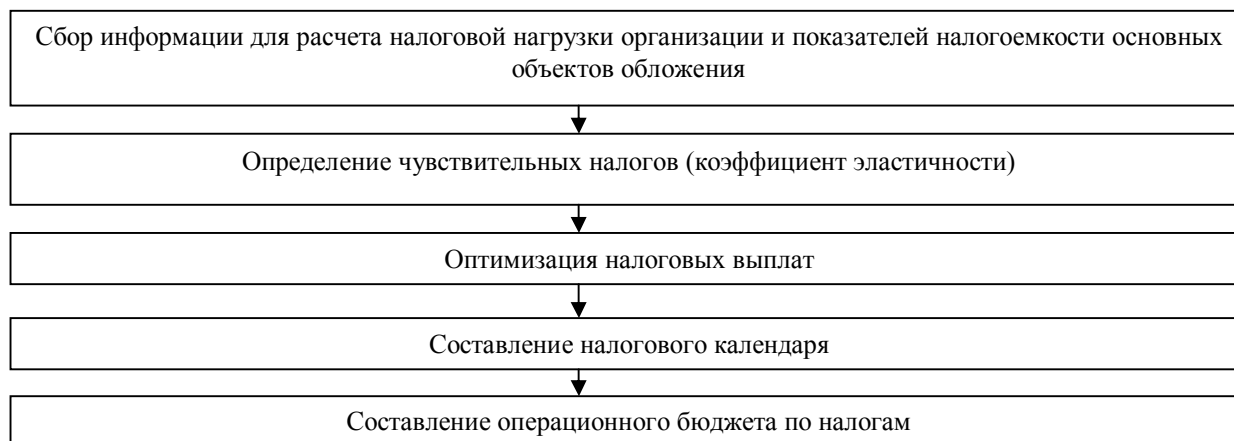 Сбор информации для расчета налоговой нагрузки организации и показателей налогоемкости основных
объектов обложения
Определение чувствительных налогов (коэффициент эластичности)
Оптимизация налоговых выплат
Составление налогового календаря
Составление операционного бюджета по налогам